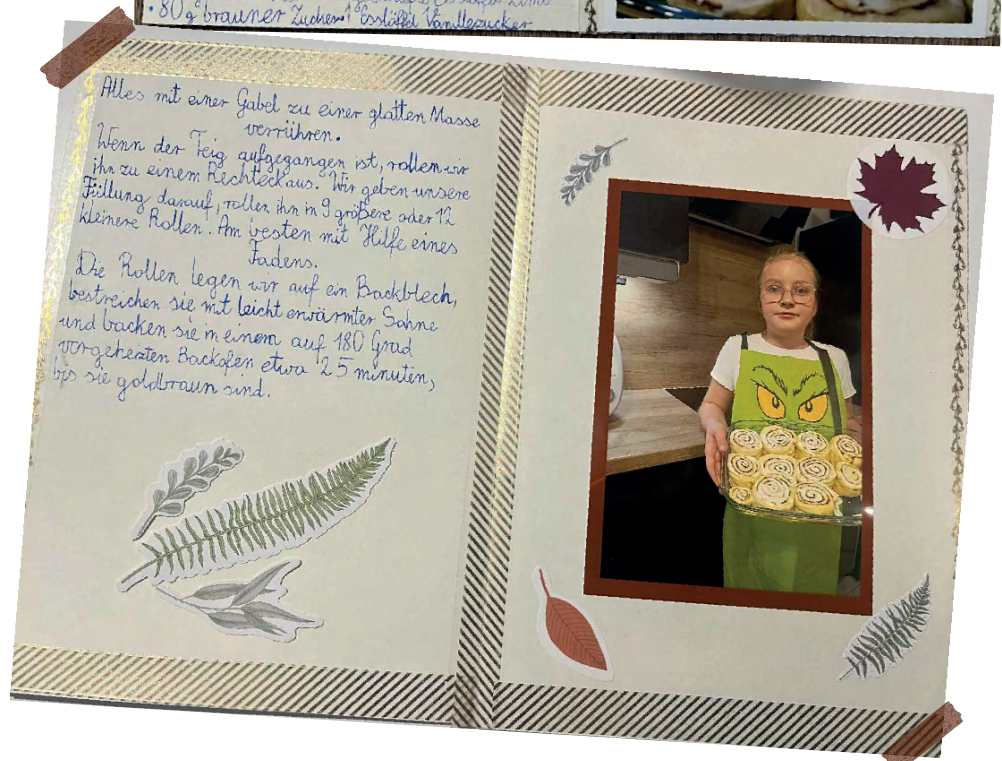 • 80g brauner Zucker 1 Esslöffel Vanillezucker
Alles mit einer Gabel zu einer glatten Masse
verrühren.
Wenn der Teig aufgegangen ist, rollen wir
ihn zu einem Rechteck aus. Wir geben unsere
Füllung darauf, rollen ihn in 9 größere oder 12
kleinere Rollen. Am besten mit Hilfe eines
Fadens.
Die Rollen legen wir auf ein Backblech,
bestreichen sie mit leicht erwärmter Sahne
und backen sie in einem auf 180 Grad
vorgeheizten Backofen etwa 25 minuten,
bis sie goldbraun sind.